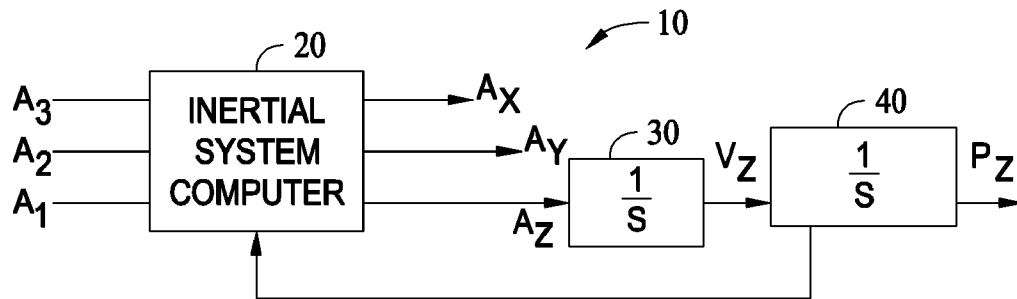 10
20
A3
A2
A1
INERTIAL
SYSTEM
COMPUTER
AX
AY
AZ
30
1
S
VZ
40
1
S
PZ